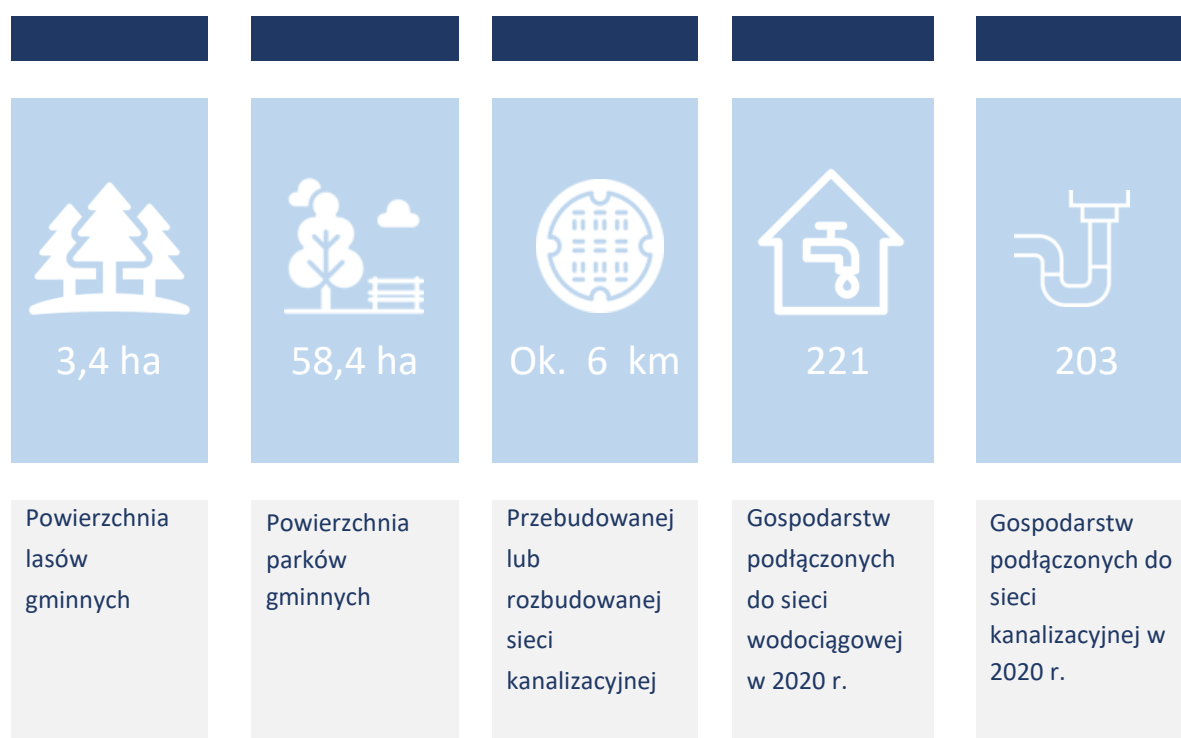 3,4 ha
58,4 ha
Ok. 6 km
221
203
Powierzchnia
lasów
gminnych
Powierzchnia
parków
gminnych
Przebudowanej
lub
rozbudowanej
sieci
kanalizacyjnej
Gospodarstw
podłączonych
do sieci
wodociągowej
w 2020 r.
Gospodarstw
podłączonych do
sieci
kanalizacyjnej w
2020 r.